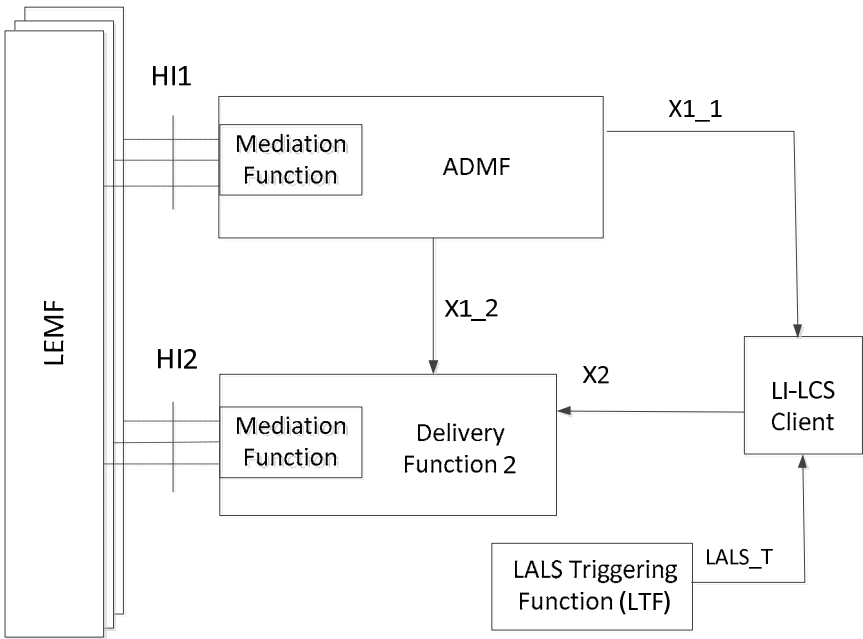 HI1
X1_1
Mediation
Function
ADMF
LEMF
X1_2
HI2
X2
Mediation
Function
Delivery
Function 2
LI-LCS
Client
LALS Triggering
Function (LTF)
LALS_T